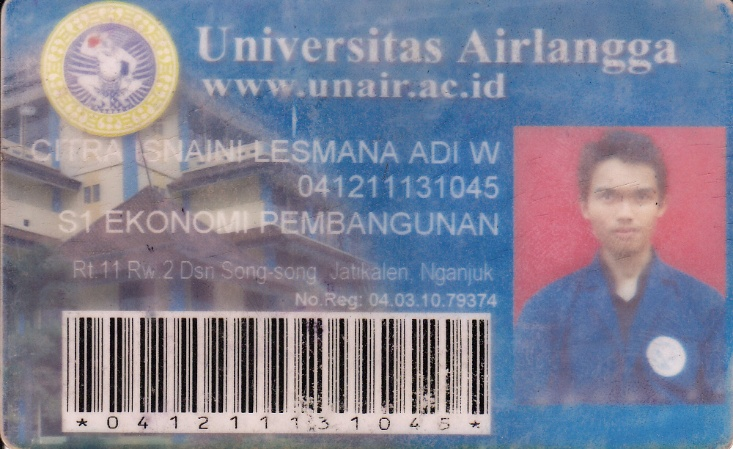 Universitas Airlangga
www.unair.ac.id
CITRA ISNAINI LESMANA ADI W
041211131045
S1 EKONOMI PEMBANGUNAN
Rt.11 Rw.2 Dsn Song-song Jatikalen, Nganjuk
No.Reg: 04.03.10.79374
*041211131045*